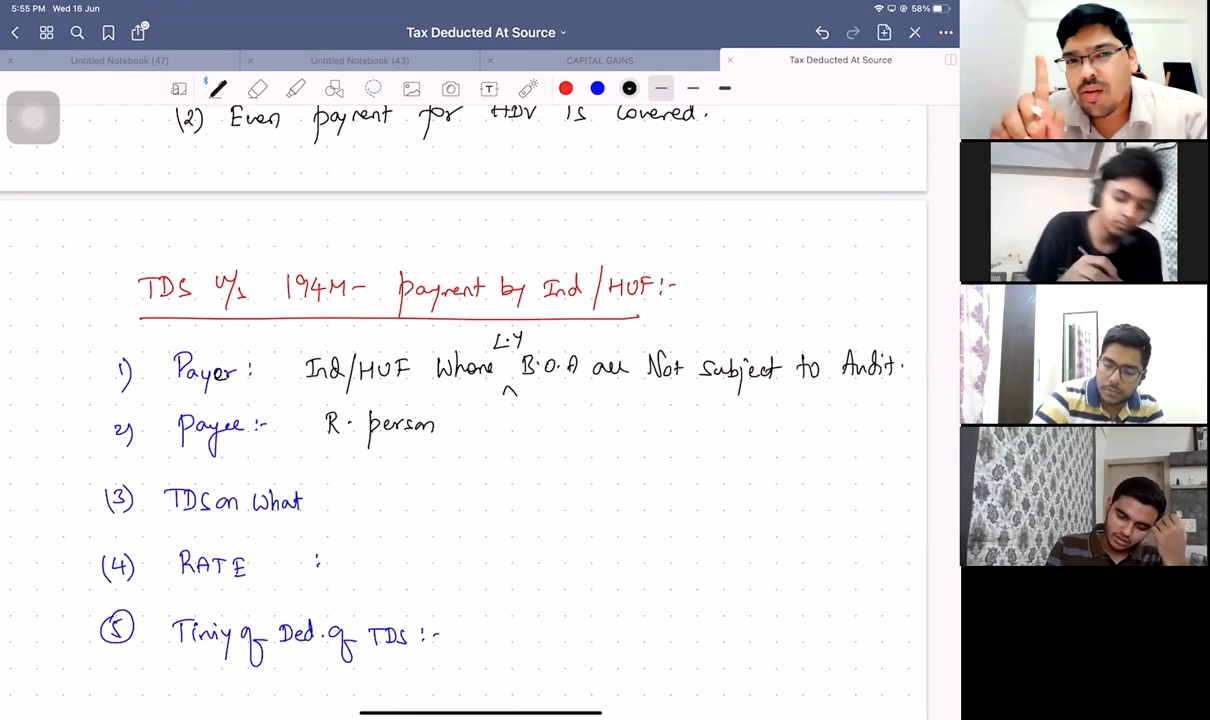 5:55 PM Wed 16 Jun 58%
Tax Deducted At Source
Untitled Notebook (47) Untitled Notebook (43) CAPITAL GAINS Tax Deducted At Source
(2) Even payment for HDV is covered.
TDS u/s 194M- payment by Ind/HUF:-
L.Y
1) Payer: Ind/HUF Whose ^ B.O.A are Not subject to Audit.
2) Payee:- R. person
(3) TDS on What
(4) RATE :
5 Timing of Ded. of TDS :-